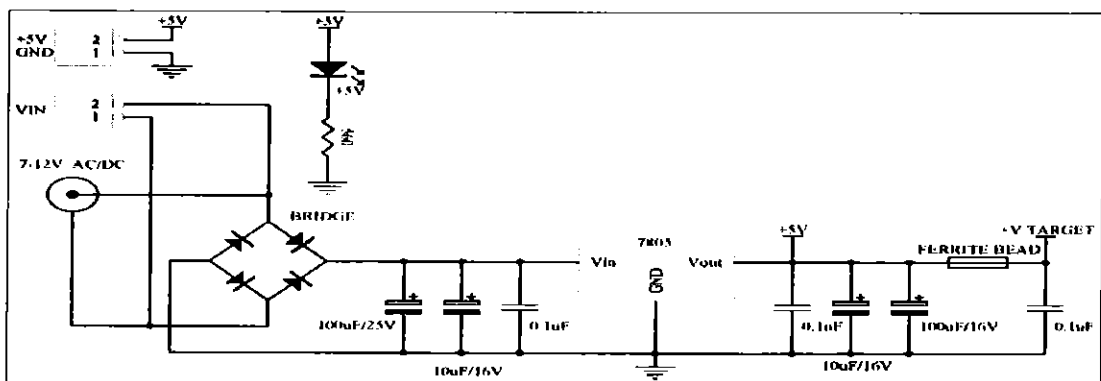 +5V 2
GND 1
+5V
+5V
+5V
VIN 2
1
7-12V AC/DC
BRIDGE
7805
Vin
Vout
GND
+5V
+V TARGET
FERRITE BEAD
100uF/25V
0.1uF
10uF/16V
0.1uF
100uF/16V
0.1uF
10uF/16V